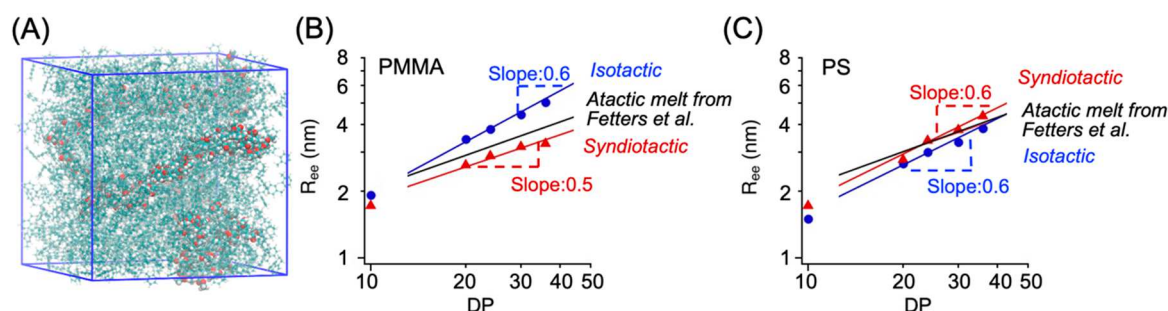 (A)
(B)
PMMA
8
6
4
2
1
Ree (nm)
Slope:0.6
Isotactic
Atactic melt from
Fetters et al.
Syndiotactic
Slope:0.5
10 20 30 40 50
DP
(C)
PS
8
6
4
2
1
Ree (nm)
Syndiotactic
Slope:0.6
Atactic melt from
Fetters et al.
Isotactic
Slope:0.6
10 20 30 40 50
DP